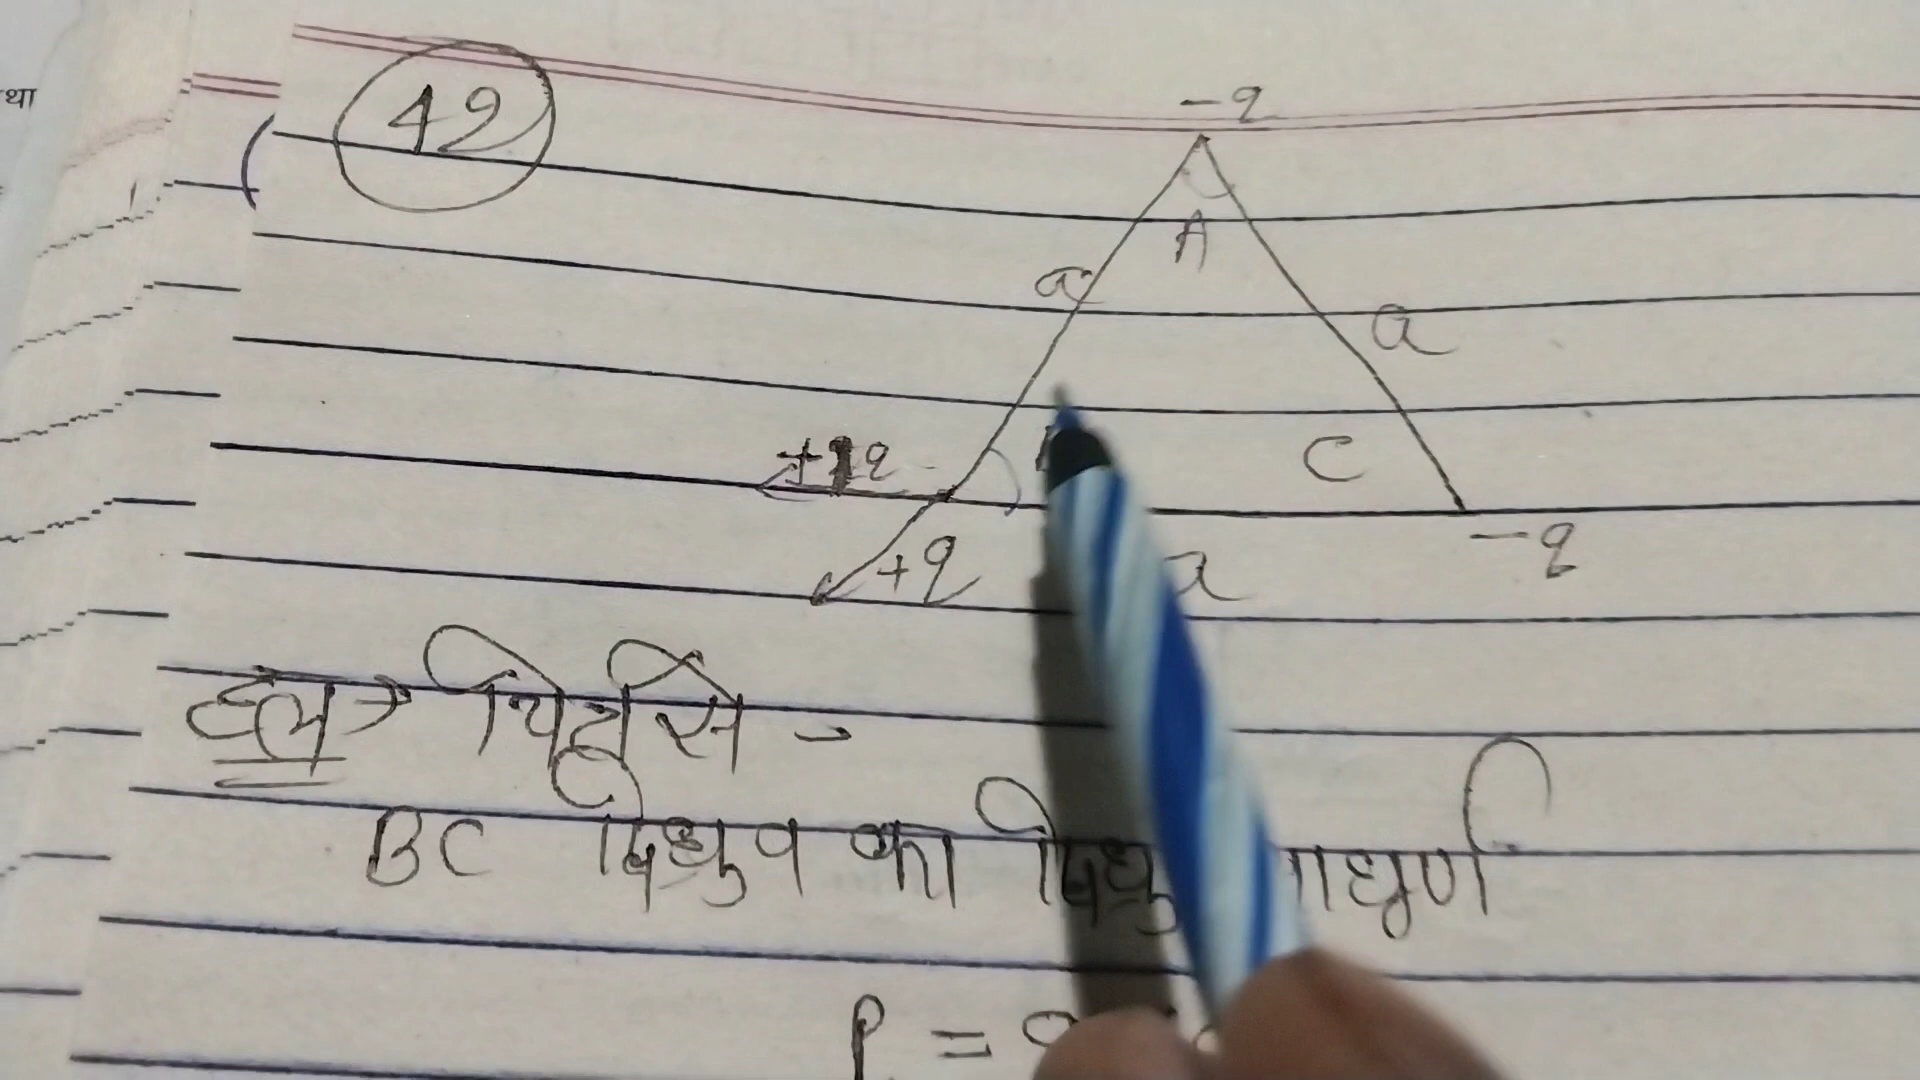 था
42
-q
A
a
a
+q
C
+q
a
-q
हल → चित्र से -
BC द्विध्रुव का
P =